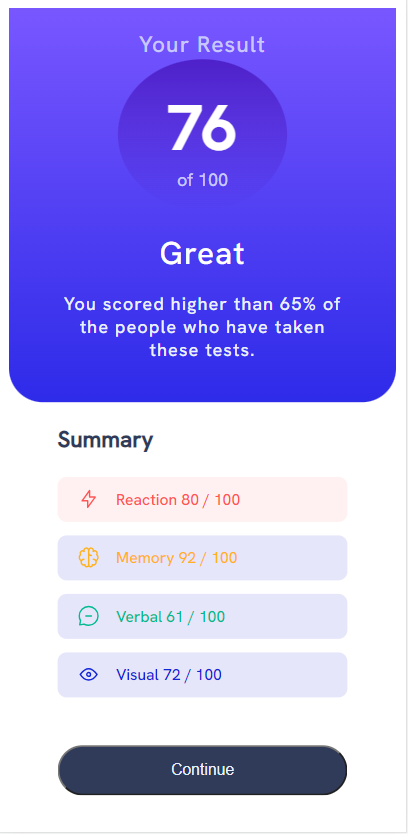 Your Result
76
of 100
Great
You scored higher than 65% of
the people who have taken
these tests.
Summary
Reaction 80 / 100
Memory 92 / 100
Verbal 61 / 100
Visual 72 / 100
Continue